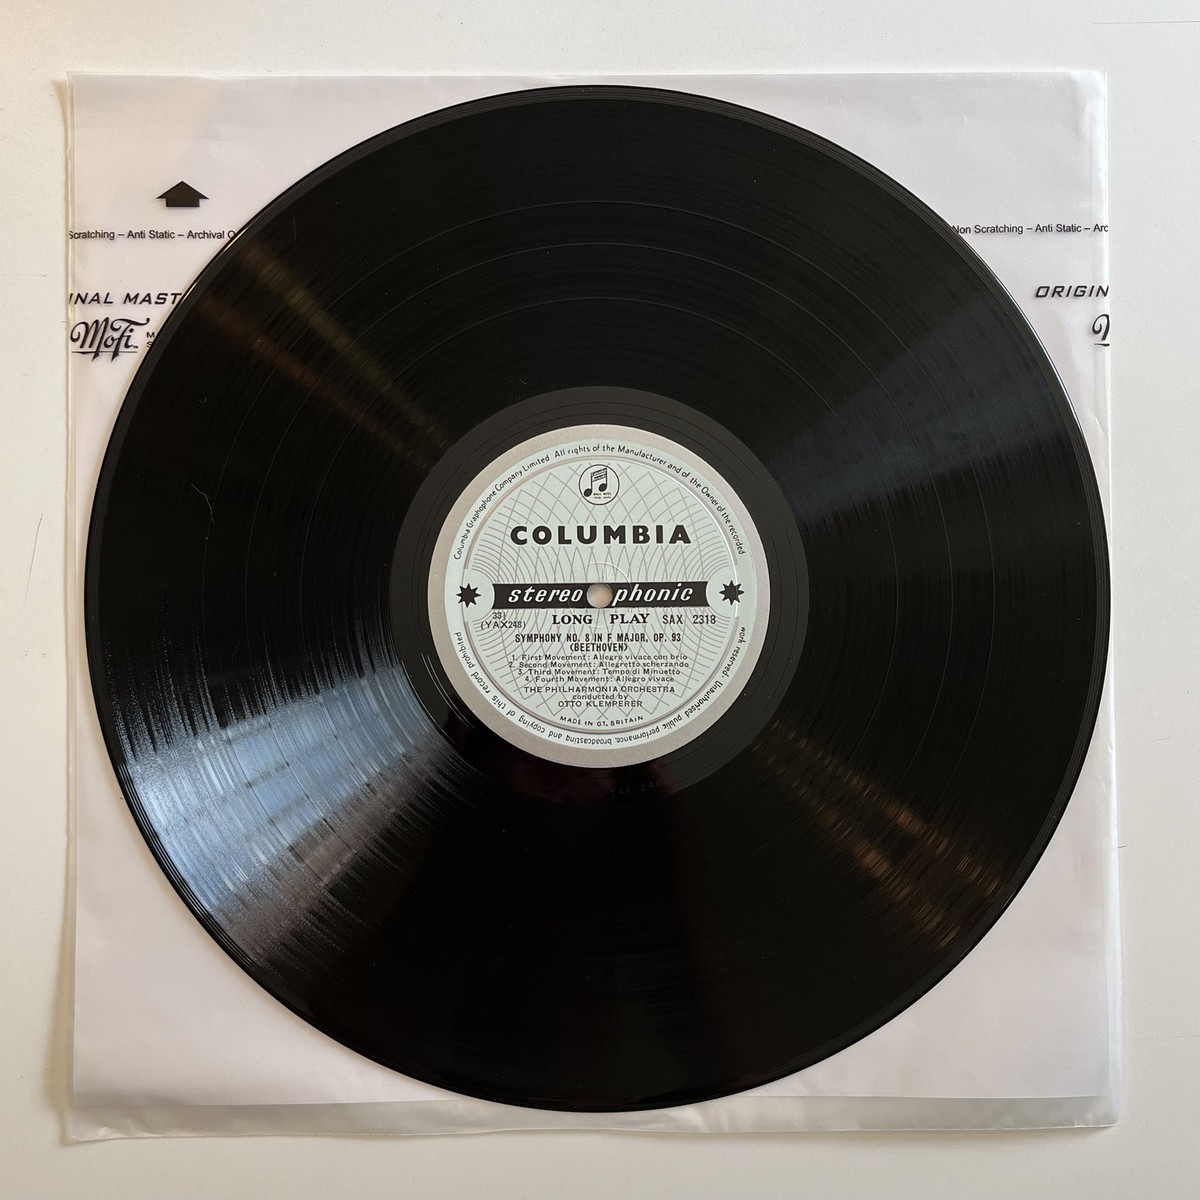 Scratching – Anti Static – Archival
Non Scratching – Anti Static –
INAL MAST
ORIGIN
MoFi
Columbia Graphophone Company Limited All rights of the Manufacturer and of the Owner of the recorded
work reserved. Unauthorised public performance, broadcasting and copying of this record prohibited
COLUMBIA
stereophonic
33⅓
(YAX248)
LONG PLAY
SAX 2318
SYMPHONY NO. 8 IN F MAJOR, OP. 93
(BEETHOVEN)
1. First Movement: Allegro vivace con brio
2. Second Movement: Allegretto scherzando
3. Third Movement: Tempo di Minuetto
4. Fourth Movement: Allegro vivace
THE PHILHARMONIA ORCHESTRA
conducted by
OTTO KLEMPERER
MADE IN GT. BRITAIN